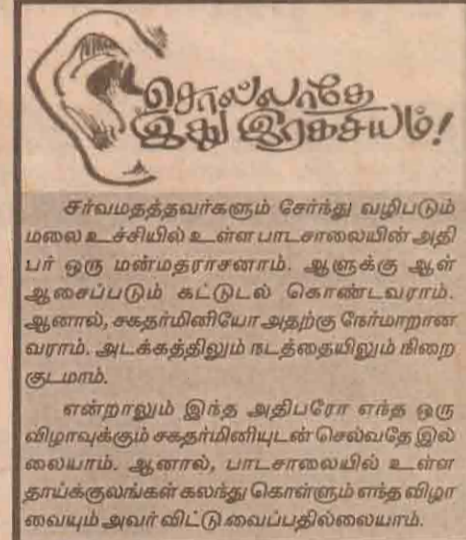 சொல்லாதே
இது இரகசியம்!
சர்வமதத்தவர்களும் சேர்ந்து வழிபடும்
மலை உச்சியில் உள்ள பாடசாலையின் அதி
பர் ஒரு மன்மதராசனாம். ஆளுக்கு ஆள்
ஆசைப்படும் கட்டுடல் கொண்டவராம்.
ஆனால், சகதர்மினியோ அதற்கு நேர்மாறான
வராம். அடக்கத்திலும் நடத்தையிலும் நிறை
குடமாம்.
என்றாலும் இந்த அதிபரோ எந்த ஒரு
விழாவுக்கும் சகதர்மினியுடன் செல்வதே இல்
லையாம். ஆனால், பாடசாலையில் உள்ள
தாய்க்குலங்கள் கலந்து கொள்ளும் எந்த விழா
வையும் அவர் விட்டு வைப்பதில்லையாம்.